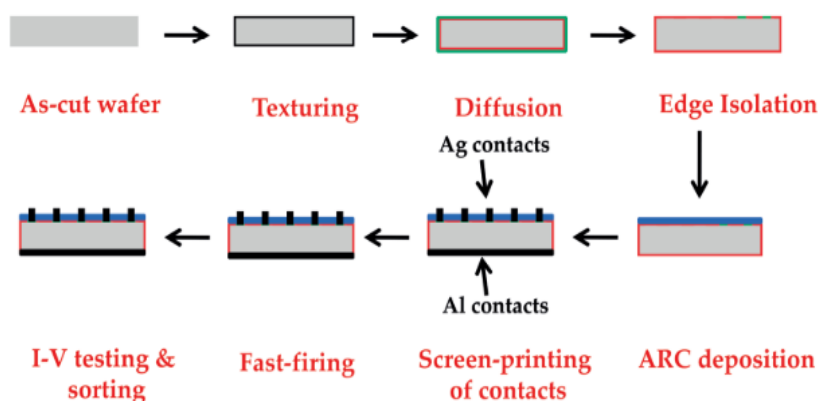 As-cut wafer
Texturing
Diffusion
Edge Isolation
Ag contacts
Al contacts
ARC deposition
Screen-printing
of contacts
Fast-firing
I-V testing &
sorting